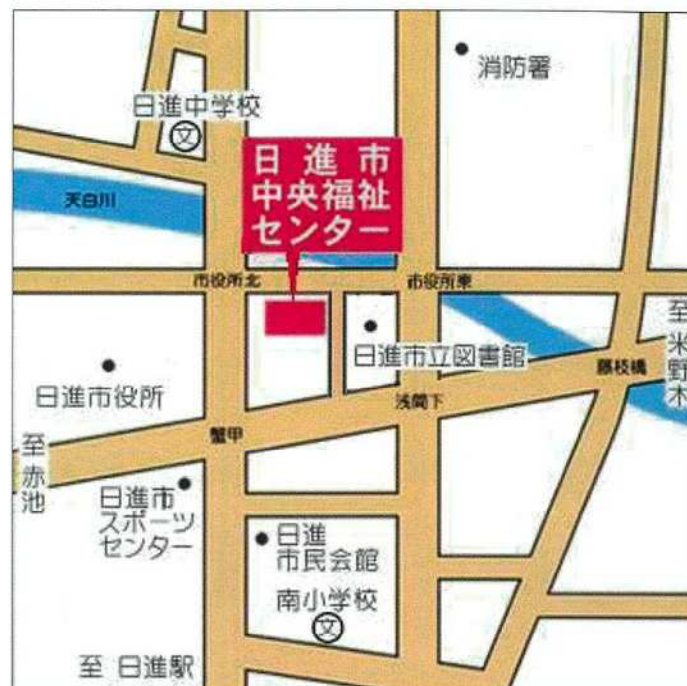 消防署
日進中学校
文
日進市
中央福祉
センター
天白川
市役所北
市役所東
日進市立図書館
至 米野木
藤枝橋
日進市役所
浅間下
蟹甲
至 赤池
日進市
スポーツ
センター
日進
市民会館
南小学校
文
至 日進駅